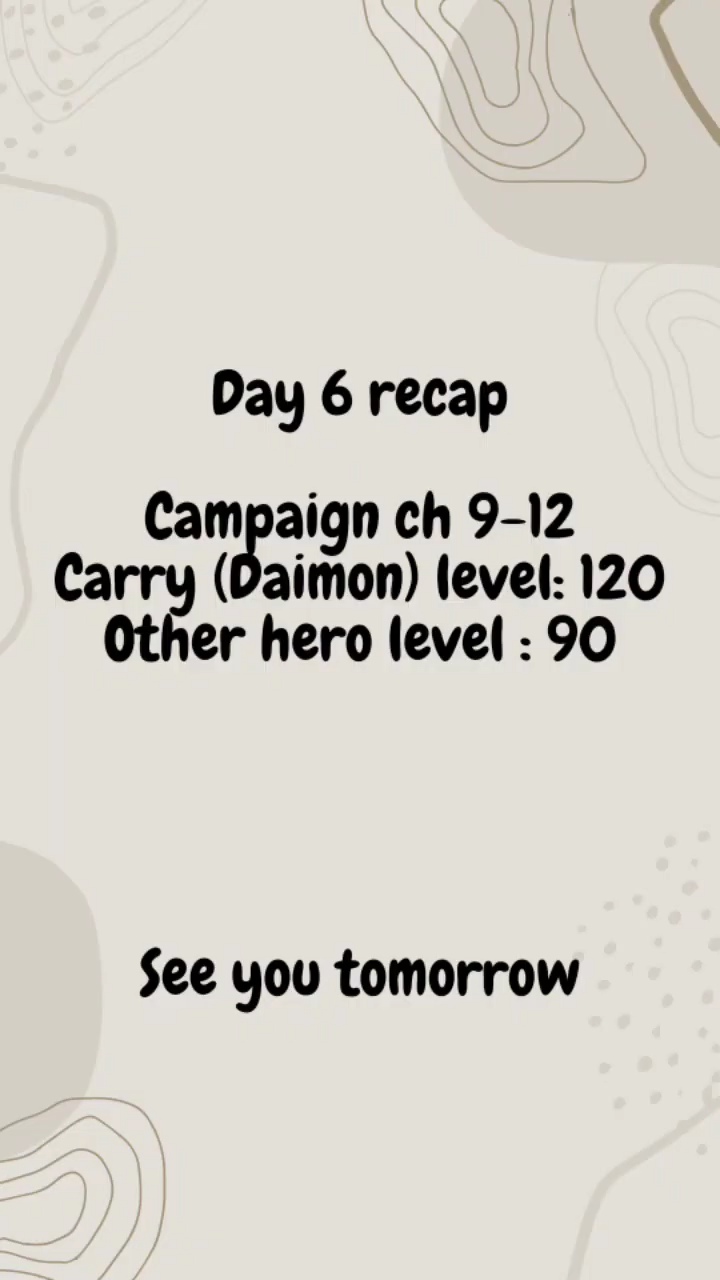 Day 6 recap
Campaign ch 9-12
Carry (Daimon) level: 120
Other hero level : 90
See you tomorrow